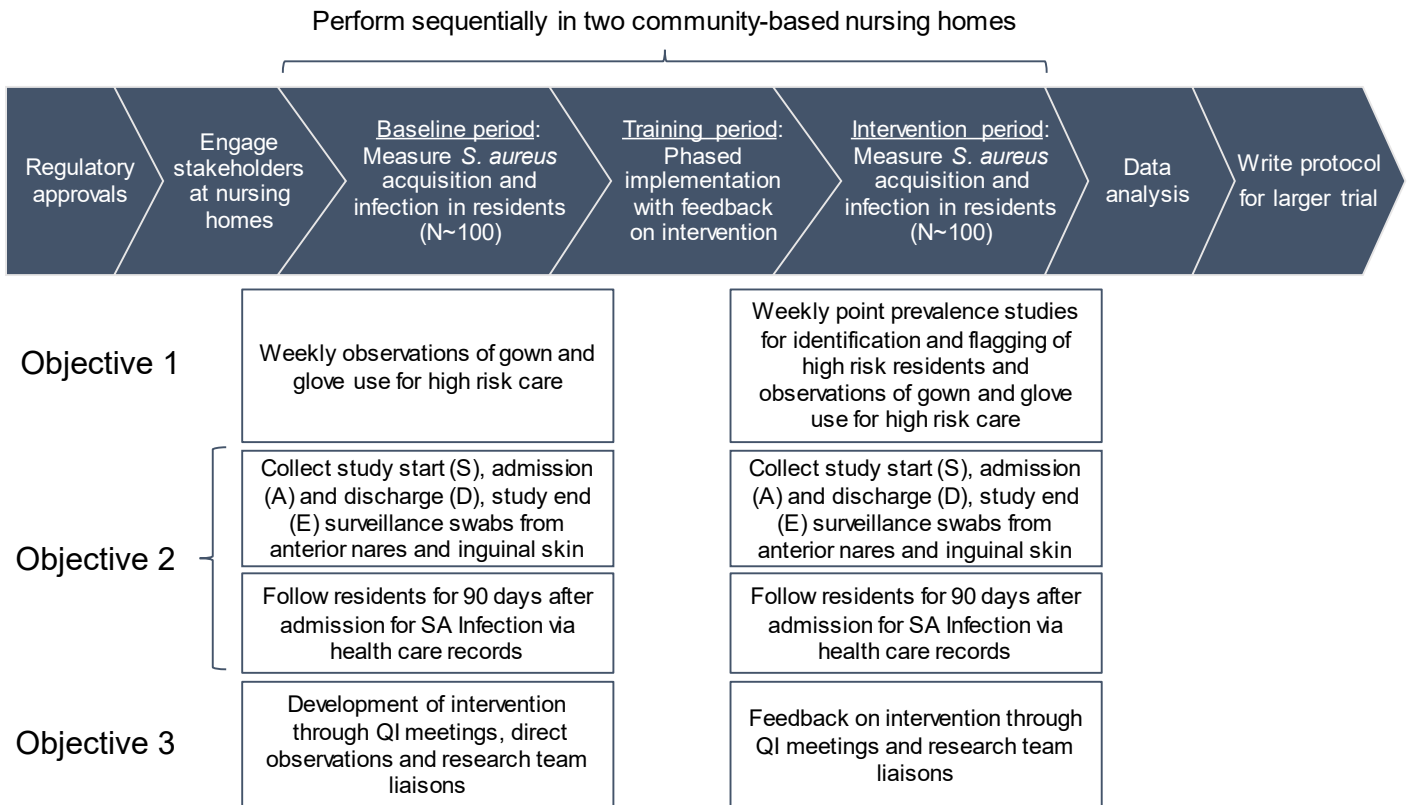 Perform sequentially in two community-based nursing homes
Regulatory
approvals
Engage
stakeholders
at nursing
homes
Baseline period:
Measure S. aureus
acquisition and
infection in residents
(N~100)
Training period:
Phased
implementation
with feedback
on intervention
Intervention period:
Measure S. aureus
acquisition and
infection in residents
(N~100)
Data
analysis
Write protocol
for larger trial
Objective 1
Weekly observations of gown and
glove use for high risk care
Weekly point prevalence studies
for identification and flagging of
high risk residents and
observations of gown and glove
use for high risk care
Objective 2
Collect study start (S), admission
(A) and discharge (D), study end
(E) surveillance swabs from
anterior nares and inguinal skin
Collect study start (S), admission
(A) and discharge (D), study end
(E) surveillance swabs from
anterior nares and inguinal skin
Follow residents for 90 days after
admission for SA Infection via
health care records
Follow residents for 90 days after
admission for SA Infection via
health care records
Objective 3
Development of intervention
through QI meetings, direct
observations and research team
liaisons
Feedback on intervention through
QI meetings and research team
liaisons